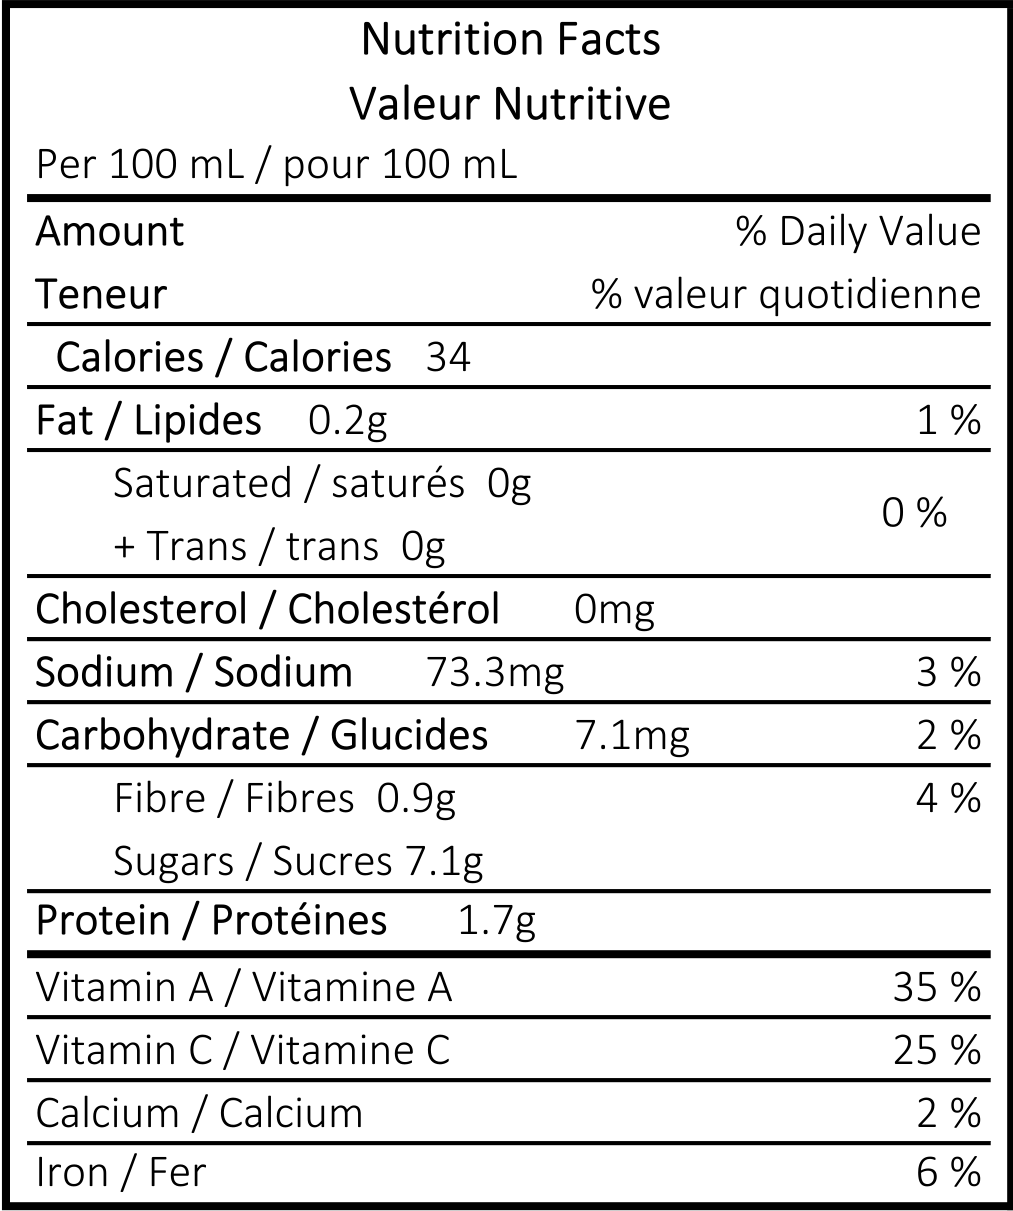 Nutrition Facts
Valeur Nutritive
Per 100 mL / pour 100 mL
Amount % Daily Value
Teneur % valeur quotidienne
Calories / Calories 34
Fat / Lipides 0.2g 1 %
Saturated / saturés 0g
0 %
+ Trans / trans 0g
Cholesterol / Cholestérol 0mg
Sodium / Sodium 73.3mg 3 %
Carbohydrate / Glucides 7.1mg 2 %
Fibre / Fibres 0.9g 4 %
Sugars / Sucres 7.1g
Protein / Protéines 1.7g
Vitamin A / Vitamine A 35 %
Vitamin C / Vitamine C 25 %
Calcium / Calcium 2 %
Iron / Fer 6 %